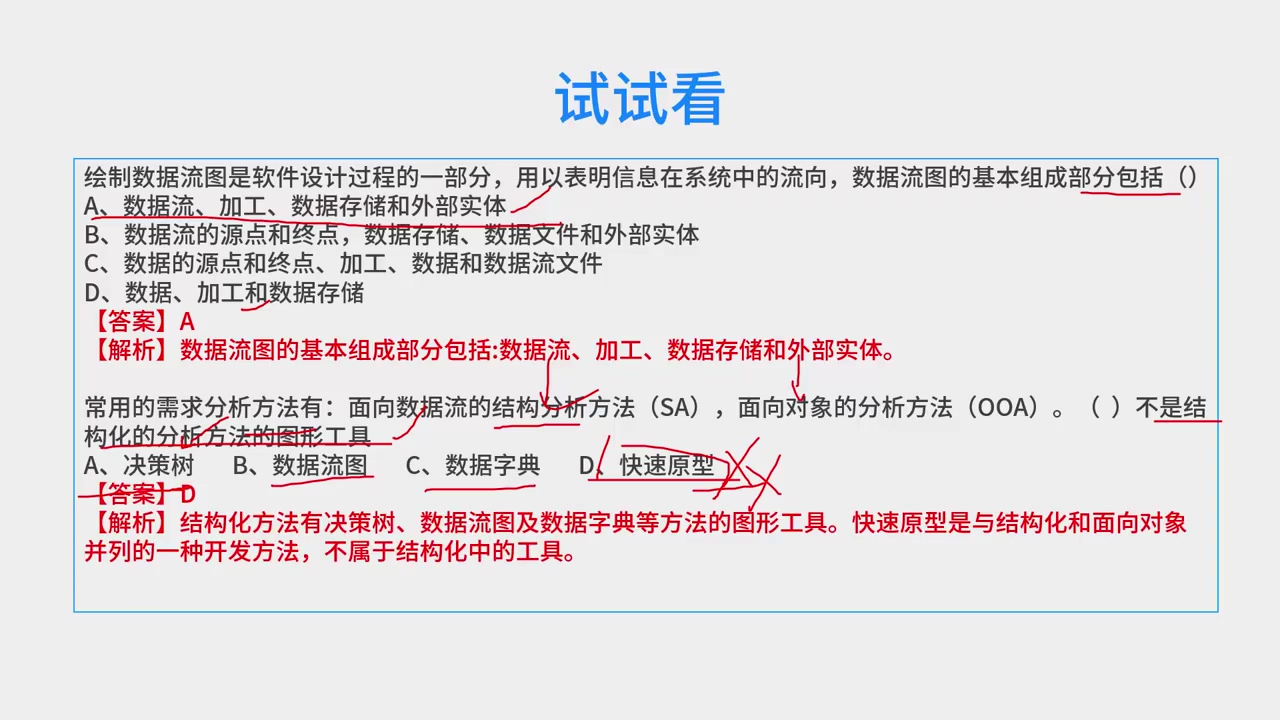 试试看
绘制数据流图是软件设计过程的一部分，用以表明信息在系统中的流向，数据流图的基本组成部分包括（）
A、数据流、加工、数据存储和外部实体
B、数据流的源点和终点，数据存储、数据文件和外部实体
C、数据的源点和终点、加工、数据和数据流文件
D、数据、加工和数据存储
【答案】A
【解析】数据流图的基本组成部分包括:数据流、加工、数据存储和外部实体。
常用的需求分析方法有：面向数据流的结构分析方法（SA），面向对象的分析方法（OOA）。（ ）不是结
构化的分析方法的图形工具
A、决策树 B、数据流图 C、数据字典 D、快速原型
【答案】D
【解析】结构化方法有决策树、数据流图及数据字典等方法的图形工具。快速原型是与结构化和面向对象
并列的一种开发方法，不属于结构化中的工具。